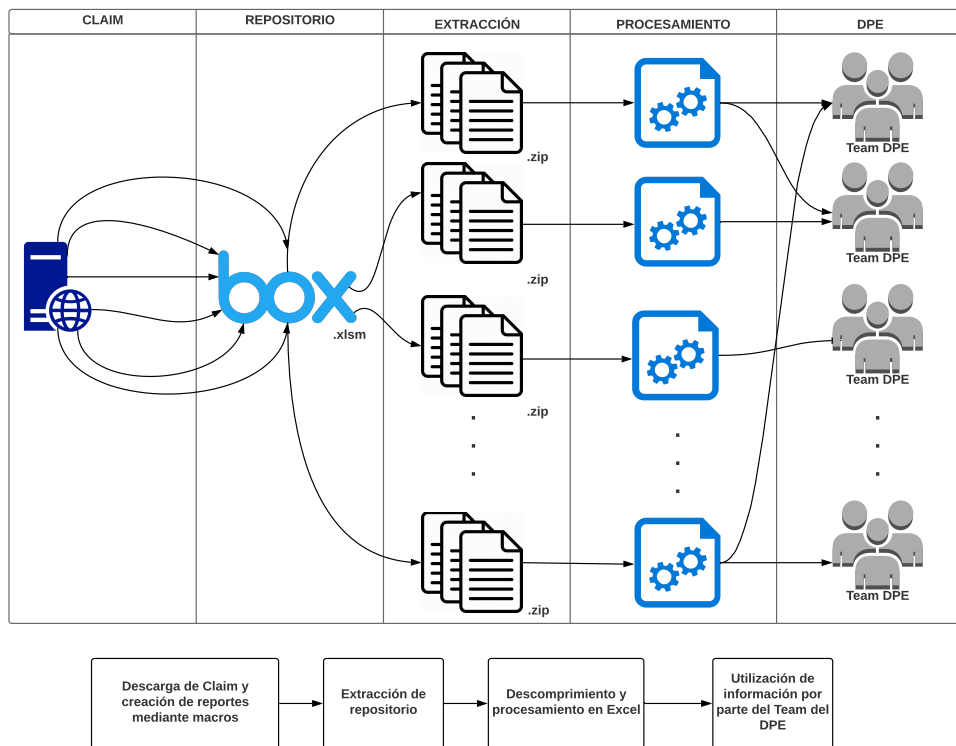 CLAIM
REPOSITORIO
EXTRACCIÓN
PROCESAMIENTO
DPE
.zip
Team DPE
.zip
Team DPE
box
.xlsm
.zip
Team DPE
.zip
Team DPE
Descarga de Claim y
creación de reportes
mediante macros
Extracción de
repositorio
Descomprimiento y
procesamiento en Excel
Utilización de
información por
parte del Team del
DPE